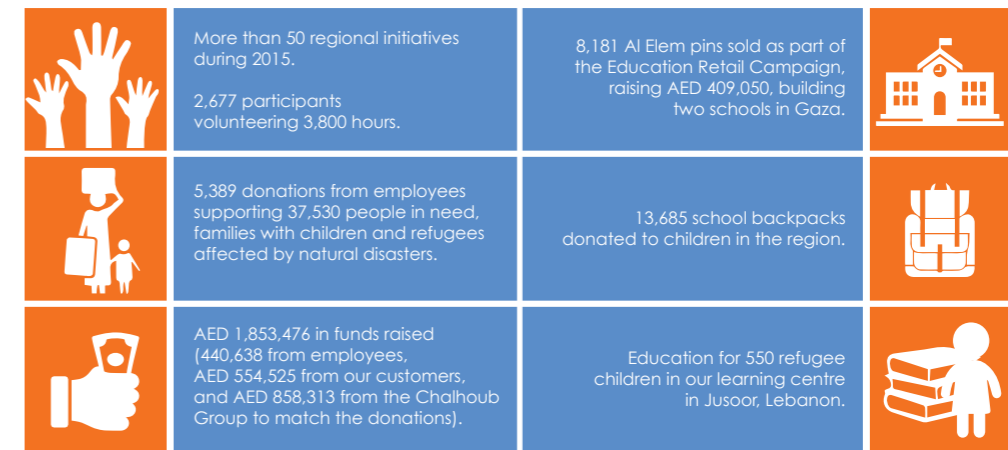 More than 50 regional initiatives
during 2015.
2,677 participants
volunteering 3,800 hours.
8,181 Al Elem pins sold as part of
the Education Retail Campaign,
raising AED 409,050, building
two schools in Gaza.
5,389 donations from employees
supporting 37,530 people in need,
families with children and refugees
affected by natural disasters.
13,685 school backpacks
donated to children in the region.
AED 1,853,476 in funds raised
(440,638 from employees,
AED 554,525 from our customers,
and AED 858,313 from the Chalhoub
Group to match the donations).
Education for 550 refugee
children in our learning centre
in Jusoor, Lebanon.